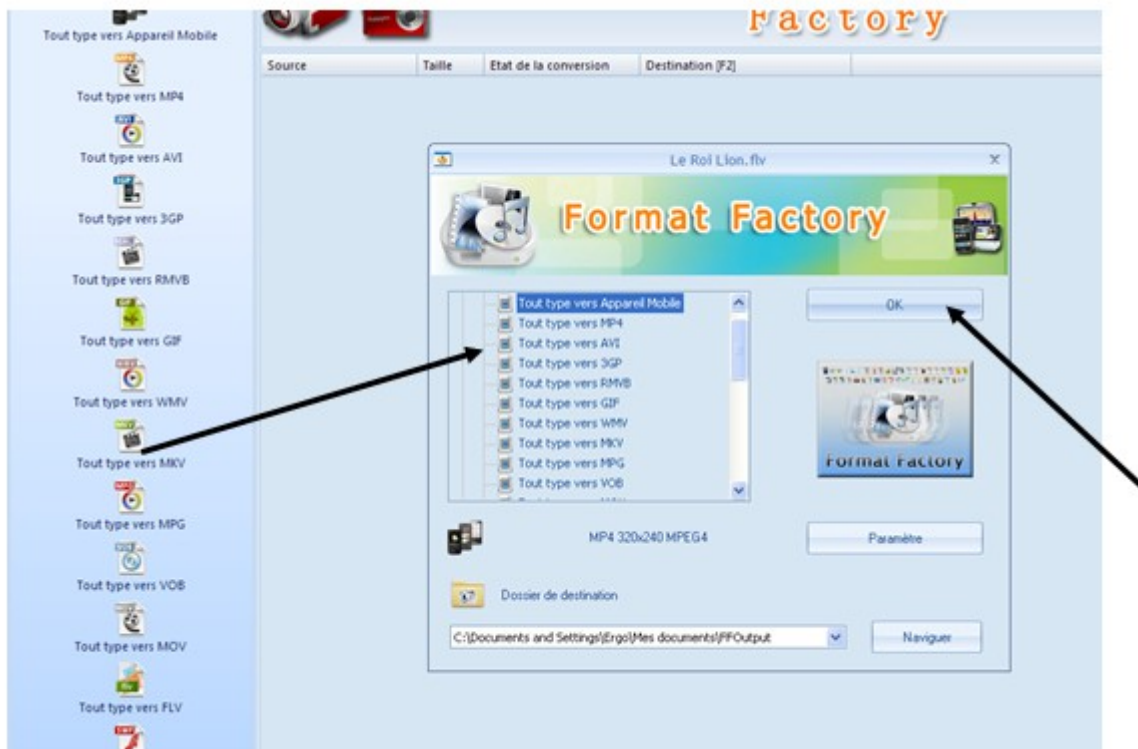 Factory
Tout type vers Appareil Mobile
Tout type vers MP4
Tout type vers AVI
Tout type vers 3GP
Tout type vers RMVB
Tout type vers GIF
Tout type vers WMV
Tout type vers MKV
Tout type vers MPG
Tout type vers VOB
Tout type vers MOV
Tout type vers FLV
Source Taille Etat de la conversion Destination [F2]
Le Roi Lion.flv X
Format Factory
Tout type vers Appareil Mobile
Tout type vers MP4
Tout type vers AVI
Tout type vers 3GP
Tout type vers RMVB
Tout type vers GIF
Tout type vers WMV
Tout type vers MKV
Tout type vers MPG
Tout type vers VOB
OK
Format Factory
MP4 320x240 MPEG4
Paramètre
Dossier de destination
C:\Documents and Settings\Ergo\Mes documents\FFOutput
Naviguer